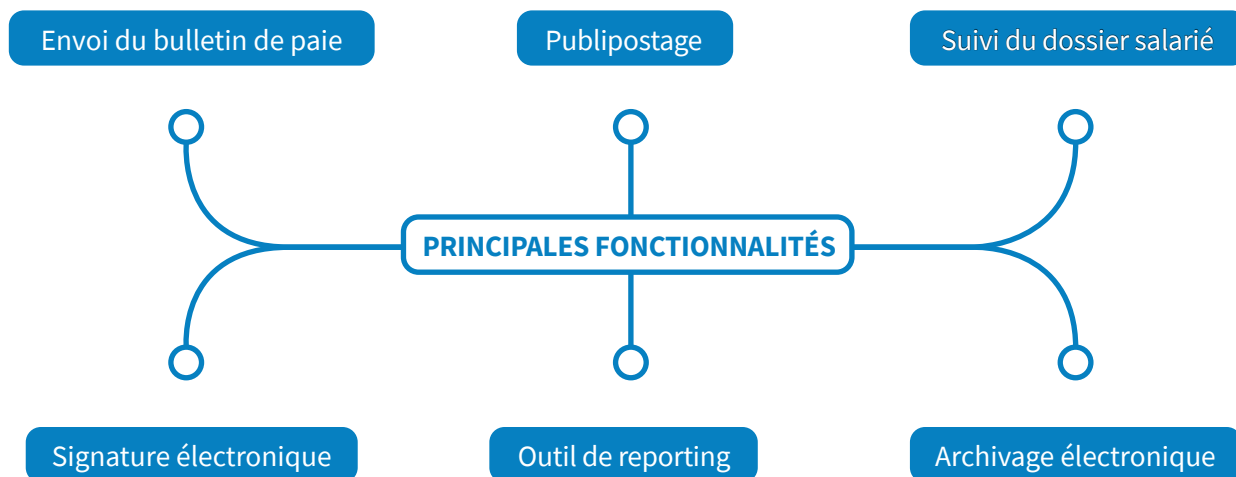 Envoi du bulletin de paie
Publipostage
Suivi du dossier salarié
PRINCIPALES FONCTIONNALITÉS
Signature électronique
Outil de reporting
Archivage électronique